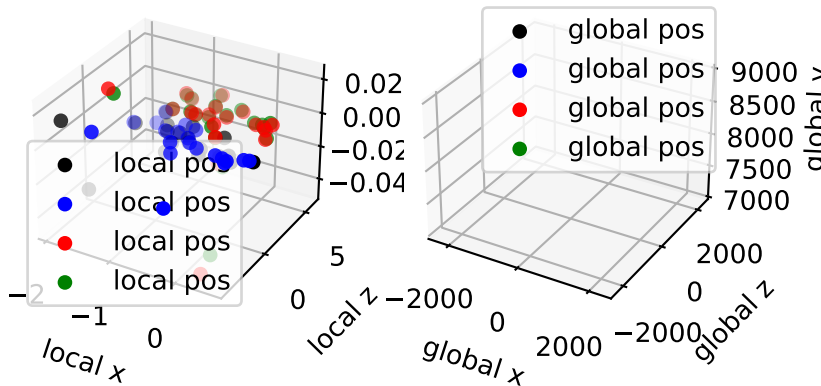 local pos
local pos
local pos
local pos
0.02
0.00
−0.02
−0.04
−2
−1
0
local x
0
5
local z
global pos
global pos
global pos
global pos
9000
8500
8000
7500
7000
global y
−2000
0
2000
global x
−2000
0
2000
global z